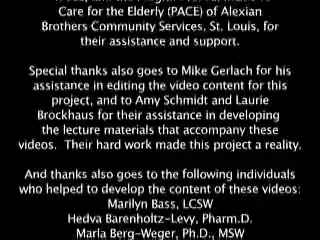 Care for the Elderly (PACE) of Alexian
Brothers Community Services, St. Louis, for
their assistance and support.
Special thanks also goes to Mike Gerlach for his
assistance in editing the video content for this
project, and to Amy Schmidt and Laurie
Brockhaus for their assistance in developing
the lecture materials that accompany these
videos.  Their hard work made this project a reality.
And thanks also goes to the following individuals
who helped to develop the content of these videos:
Marilyn Bass, LCSW
Hedva Barenholtz-Levy, Pharm.D.
Marla Berg-Weger, Ph.D., MSW